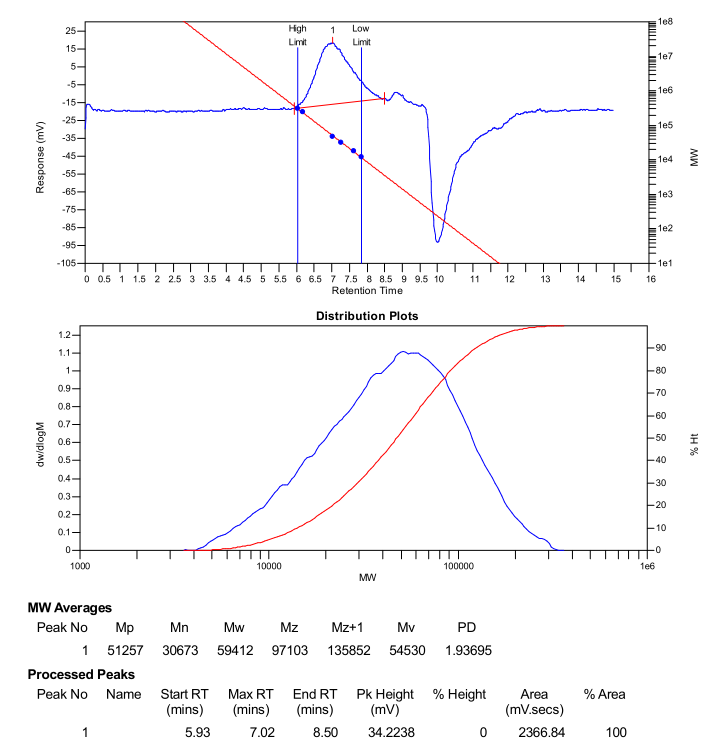 High 1 Low
Limit Limit
25
15
5
-5
-15
-25
-35
-45
-55
-65
-75
-85
-95
-105
Response (mV)
1e8
1e7
1e6
1e5
1e4
1e3
1e2
1e1
MW
0 0.5 1 1.5 2 2.5 3 3.5 4 4.5 5 5.5 6 6.5 7 7.5 8 8.5 9 9.5 10 11 12 13 14 15 16
Retention Time
Distribution Plots
1.2
1.1
1
0.9
0.8
0.7
0.6
0.5
0.4
0.3
0.2
0.1
0
dw/dlogM
90
80
70
60
50
40
30
20
10
0
% Ht
1000 10000 100000 1e6
MW
MW Averages
Peak No Mp Mn Mw Mz Mz+1 Mv PD
1 51257 30673 59412 97103 135852 54530 1.93695
Processed Peaks
Peak No Name Start RT Max RT End RT Pk Height % Height Area % Area
(mins) (mins) (mins) (mV) (mV.secs)
1 5.93 7.02 8.50 34.2238 0 2366.84 100